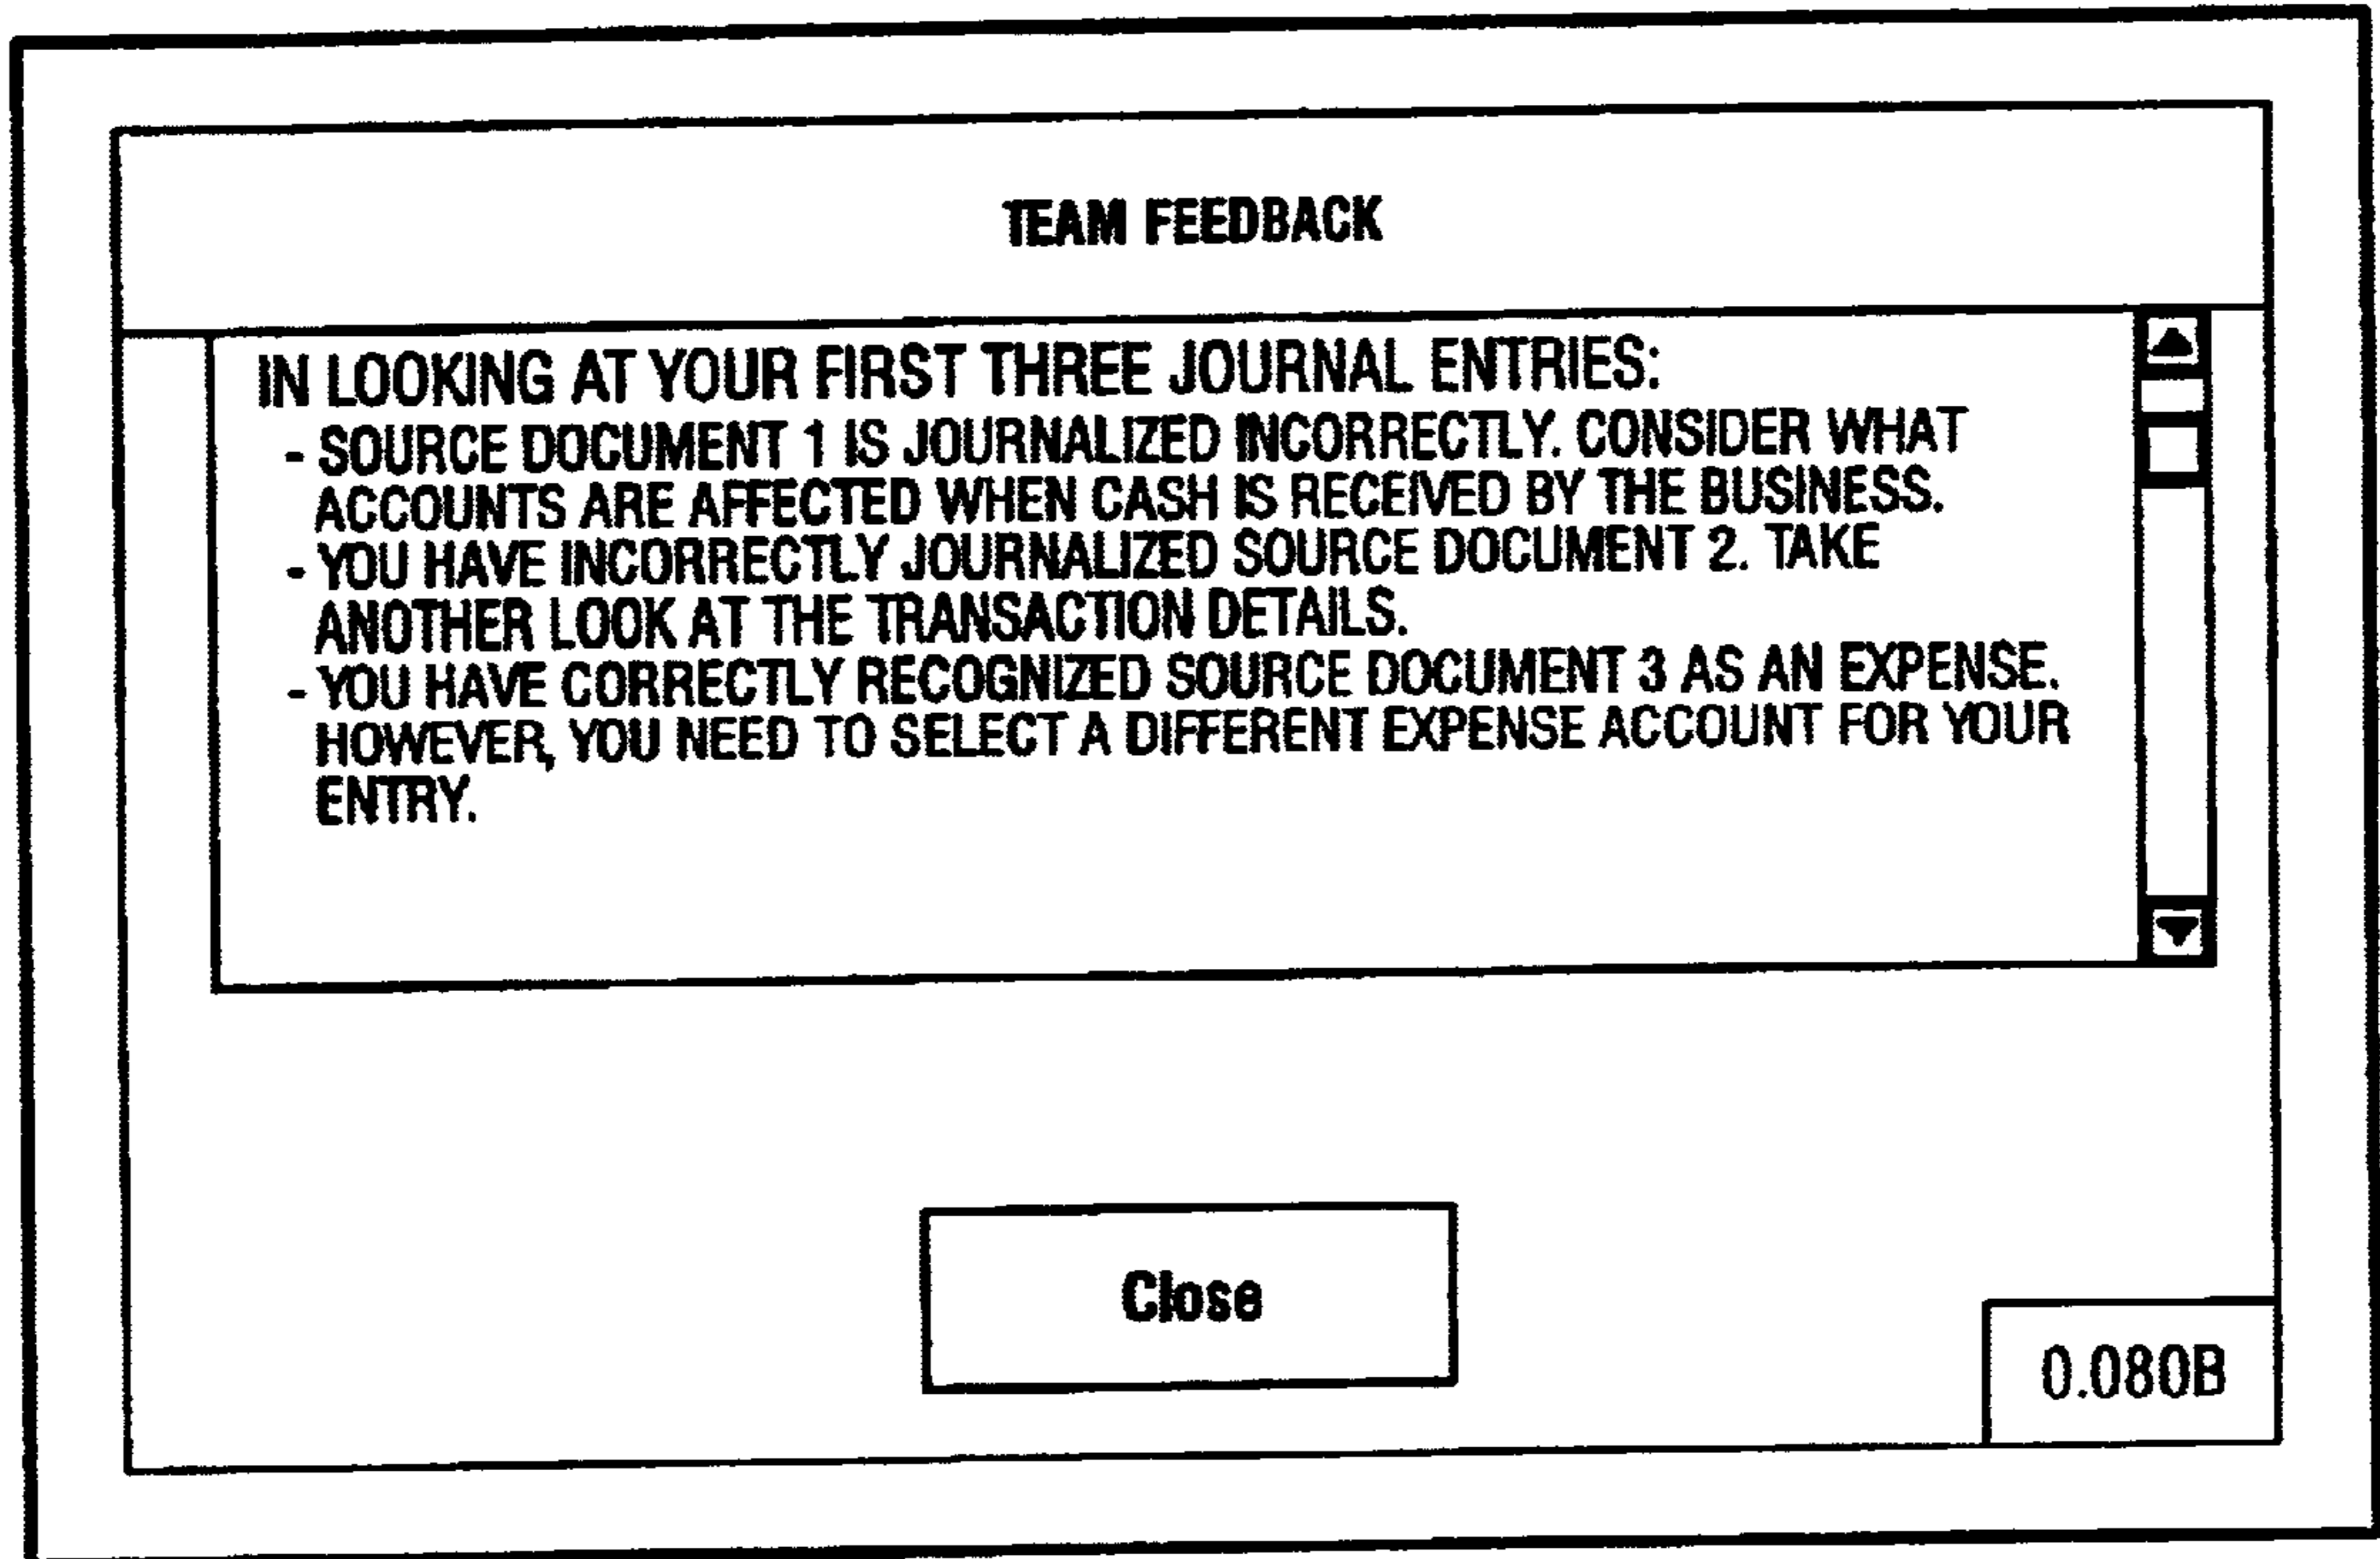 TEAM FEEDBACK
IN LOOKING AT YOUR FIRST THREE JOURNAL ENTRIES:
- SOURCE DOCUMENT 1 IS JOURNALIZED INCORRECTLY. CONSIDER WHAT
ACCOUNTS ARE AFFECTED WHEN CASH IS RECEIVED BY THE BUSINESS.
- YOU HAVE INCORRECTLY JOURNALIZED SOURCE DOCUMENT 2. TAKE
ANOTHER LOOK AT THE TRANSACTION DETAILS.
- YOU HAVE CORRECTLY RECOGNIZED SOURCE DOCUMENT 3 AS AN EXPENSE.
HOWEVER, YOU NEED TO SELECT A DIFFERENT EXPENSE ACCOUNT FOR YOUR
ENTRY.
Close
0.080B